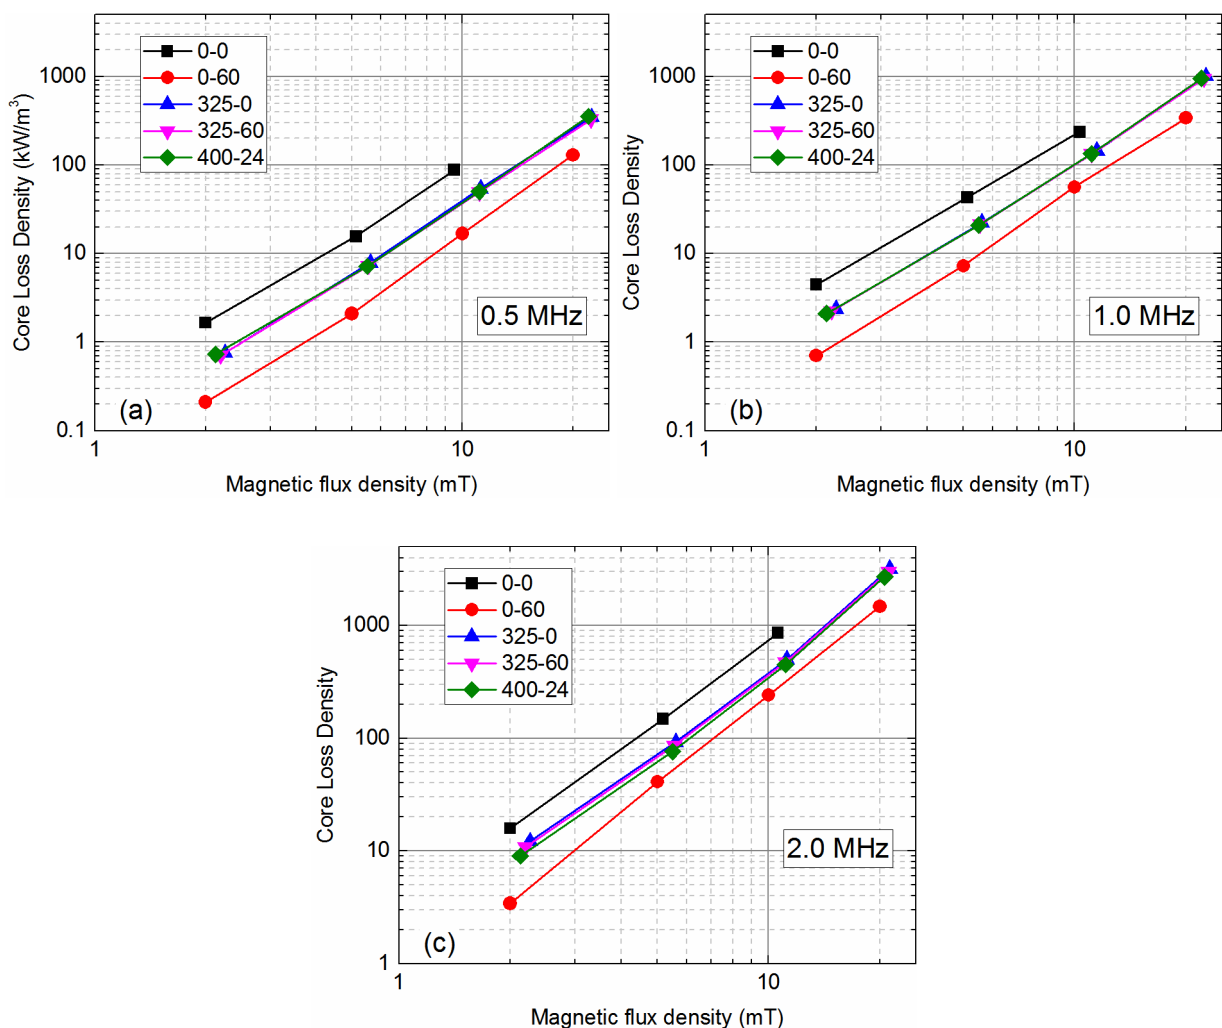 0-0
0-60
325-0
325-60
400-24
1000
100
10
1
0.1
Core Loss Density (kW/m³)
0.5 MHz
(a)
1
10
Magnetic flux density (mT)
0-0
0-60
325-0
325-60
400-24
1000
100
10
1
0.1
Core Loss Density
1.0 MHz
(b)
1
10
Magnetic flux density (mT)
0-0
0-60
325-0
325-60
400-24
1000
100
10
1
Core Loss Density
2.0 MHz
(c)
1
10
Magnetic flux density (mT)